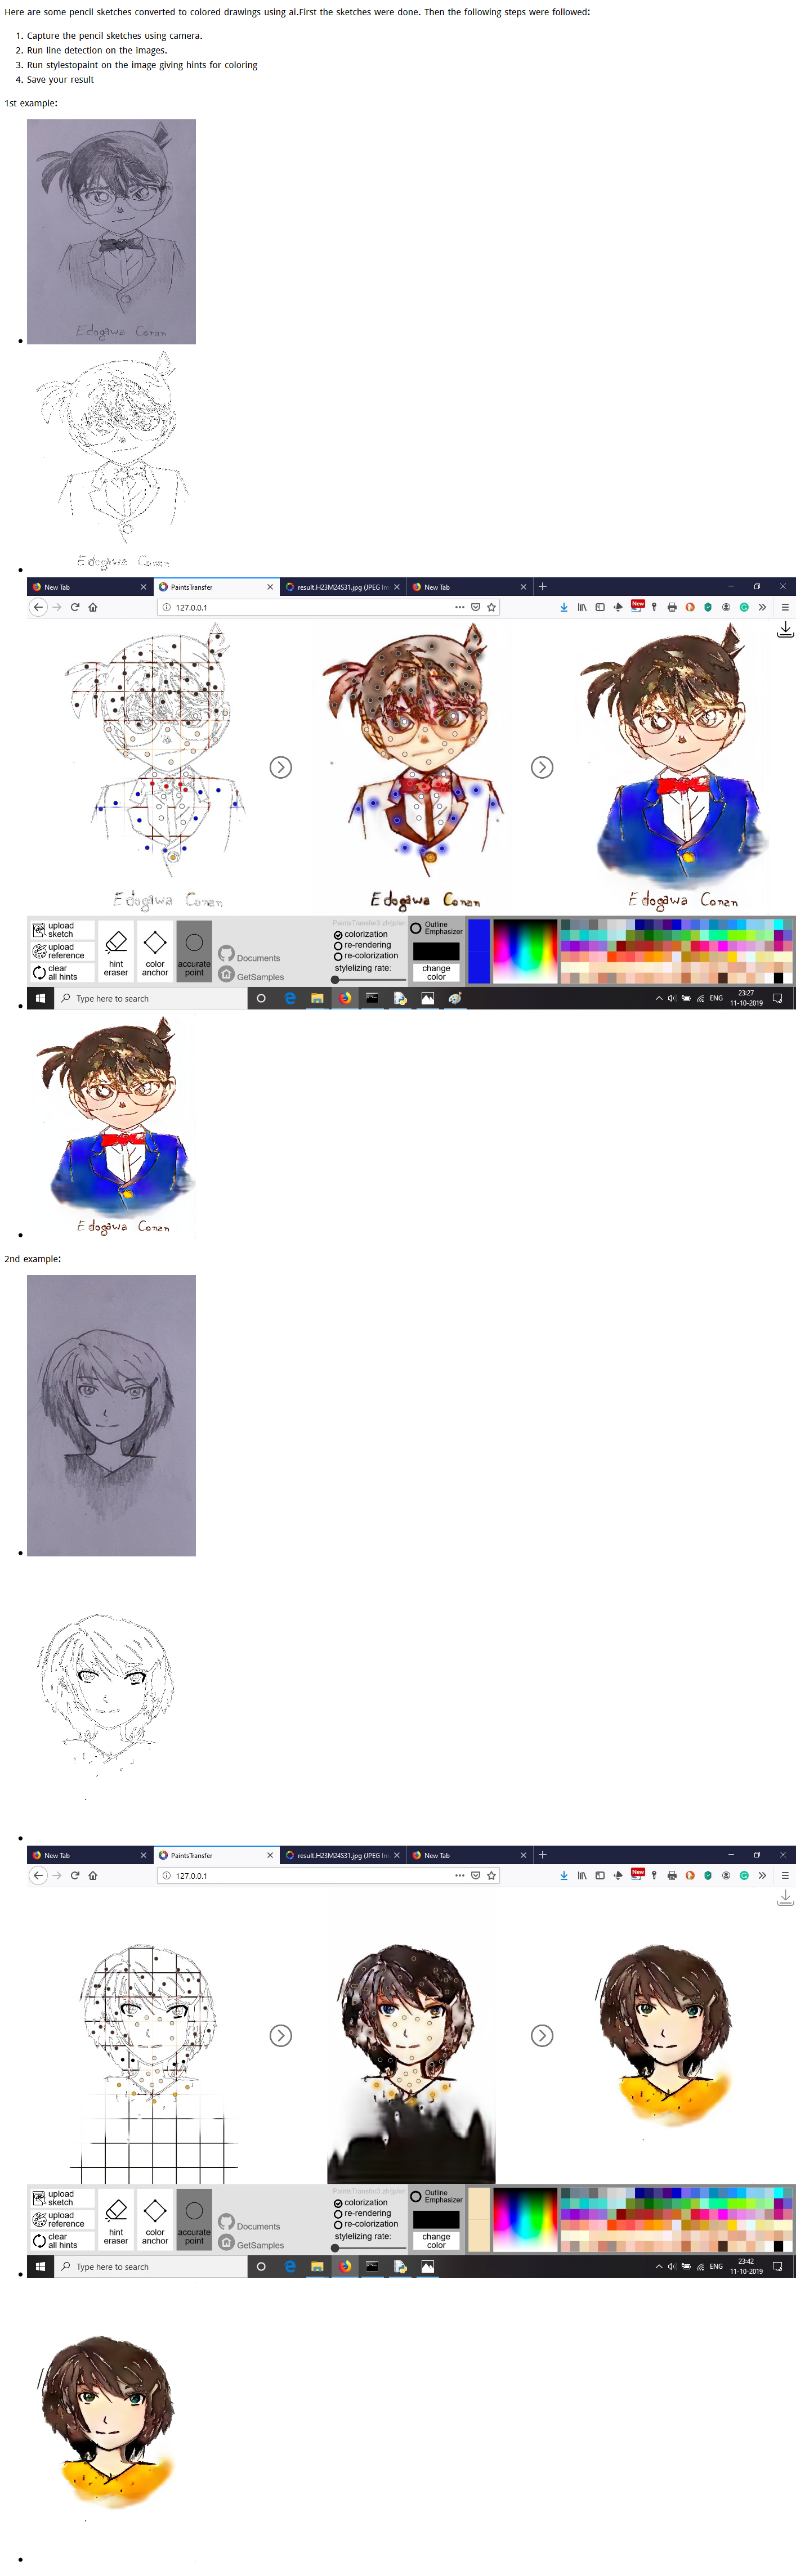 Here are some pencil sketches converted to colored drawings using ai.First the sketches were done. Then the following steps were followed:
1. Capture the pencil sketches using camera.
2. Run line detection on the images.
3. Run stylestopaint on the image giving hints for coloring
4. Save your result
1st example:
Edogawa Conan
Edogawa Conan
New Tab
PaintsTransfer
result.H23M24S31.jpg (JPEG Im
New Tab
127.0.0.1
New
Edogawa Conan
Edogawa Conan
Edogawa Conan
upload sketch
upload reference
clear all hints
hint eraser
color anchor
accurate point
Documents
GetSamples
colorization
re-rendering
re-colorization
stylelizing rate:
Outline Emphasizer
change color
Type here to search
ENG
23:27
11-10-2019
Edogawa Conan
2nd example:
New Tab
PaintsTransfer
result.H23M24S31.jpg (JPEG Im
New Tab
127.0.0.1
New
upload sketch
upload reference
clear all hints
hint eraser
color anchor
accurate point
Documents
GetSamples
colorization
re-rendering
re-colorization
stylelizing rate:
Outline Emphasizer
change color
Type here to search
ENG
23:42
11-10-2019